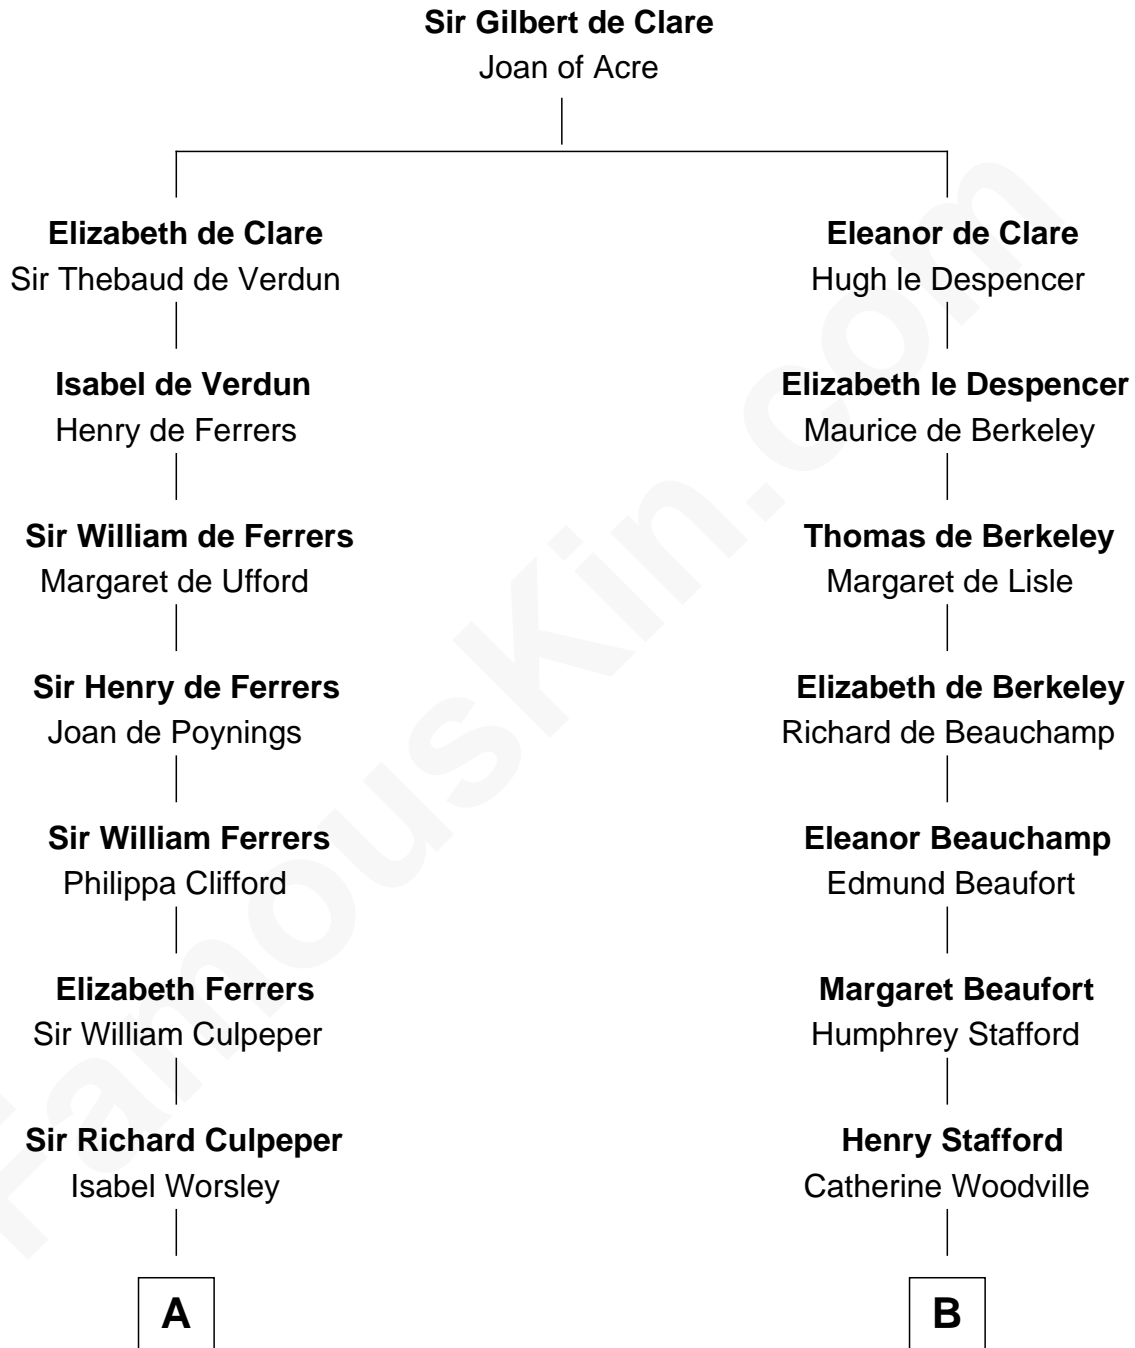 Sir Gilbert de Clare
Joan of Acre
Elizabeth de Clare
Sir Thebaud de Verdun
Eleanor de Clare
Hugh le Despencer
Isabel de Verdun
Henry de Ferrers
Elizabeth le Despencer
Maurice de Berkeley
Sir William de Ferrers
Margaret de Ufford
Thomas de Berkeley
Margaret de Lisle
Sir Henry de Ferrers
Joan de Poynings
Elizabeth de Berkeley
Richard de Beauchamp
Sir William Ferrers
Philippa Clifford
Eleanor Beauchamp
Edmund Beaufort
Elizabeth Ferrers
Sir William Culpeper
Margaret Beaufort
Humphrey Stafford
Sir Richard Culpeper
Isabel Worsley
Henry Stafford
Catherine Woodville
A
B
FamousKin.com